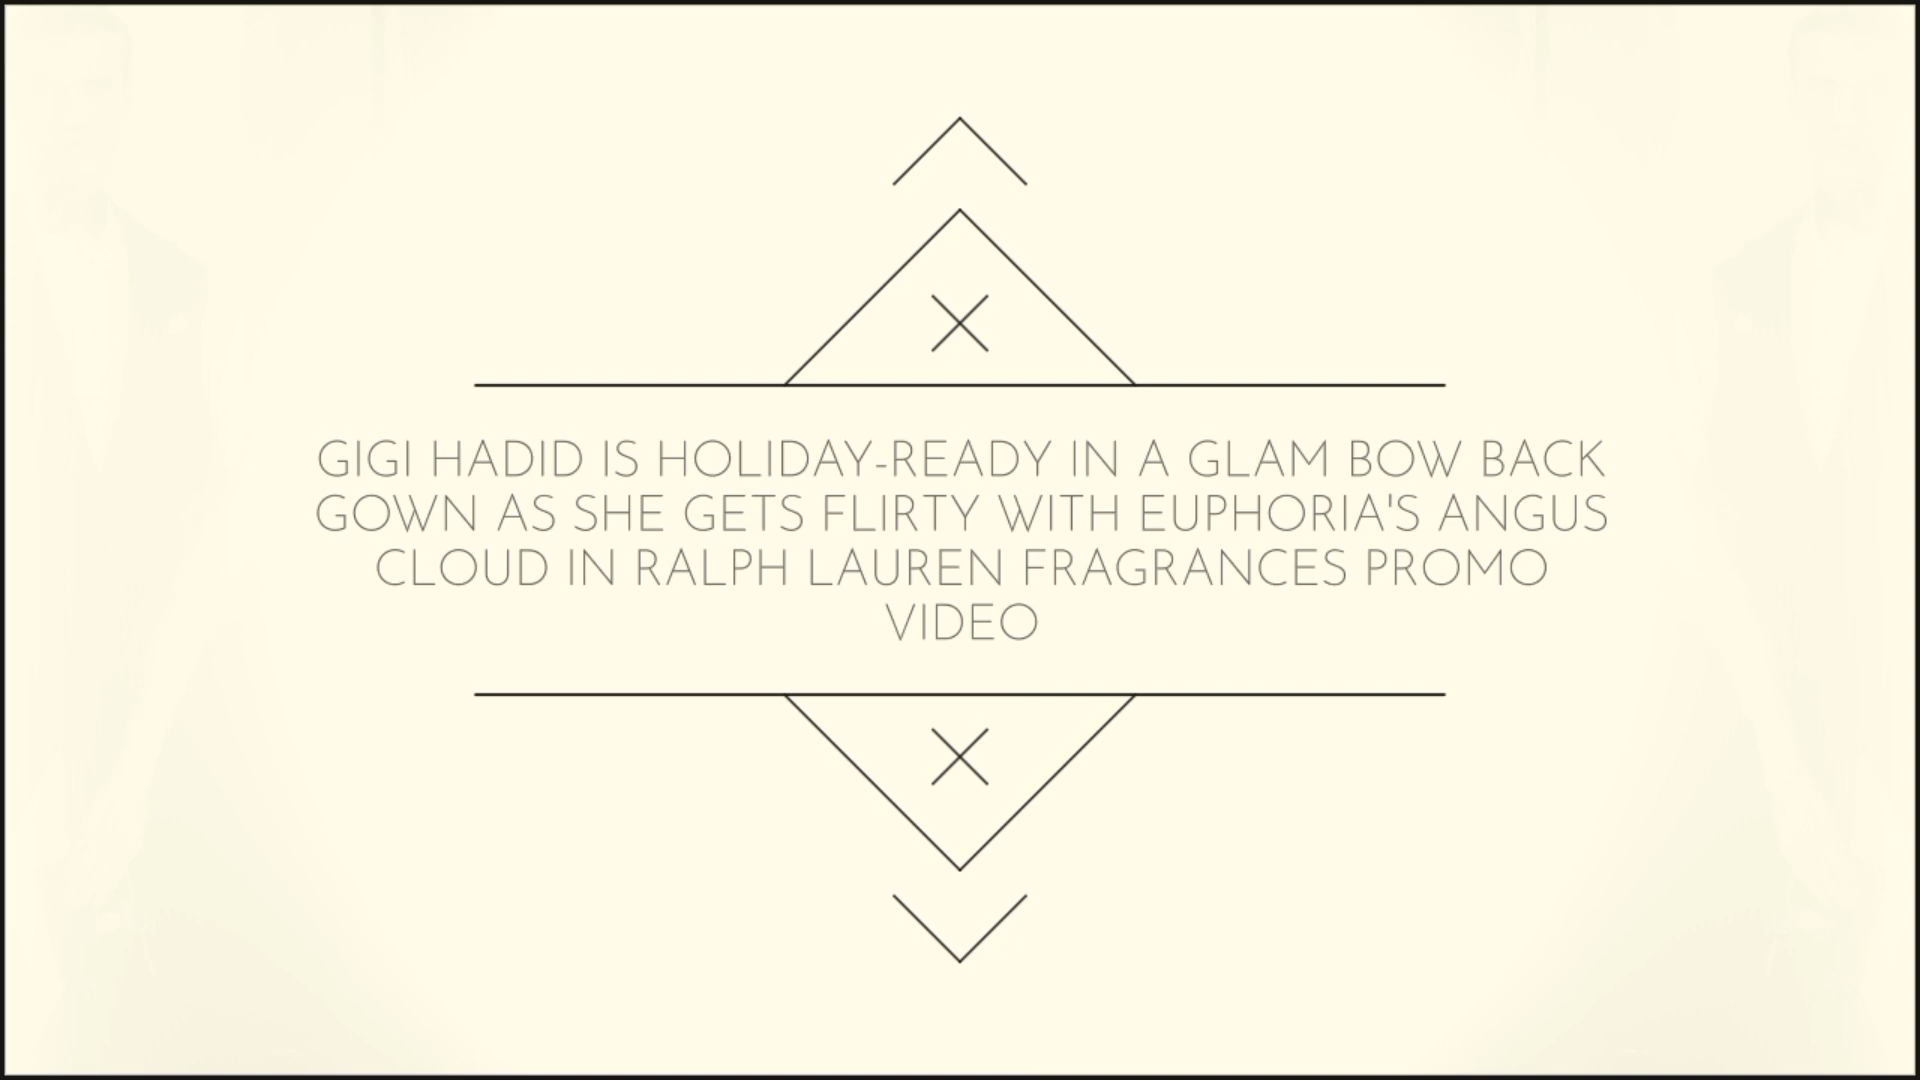 GIGI HADID IS HOLIDAY-READY IN A GLAM BOW BACK
GOWN AS SHE GETS FLIRTY WITH EUPHORIA'S ANGUS
CLOUD IN RALPH LAUREN FRAGRANCES PROMO
VIDEO